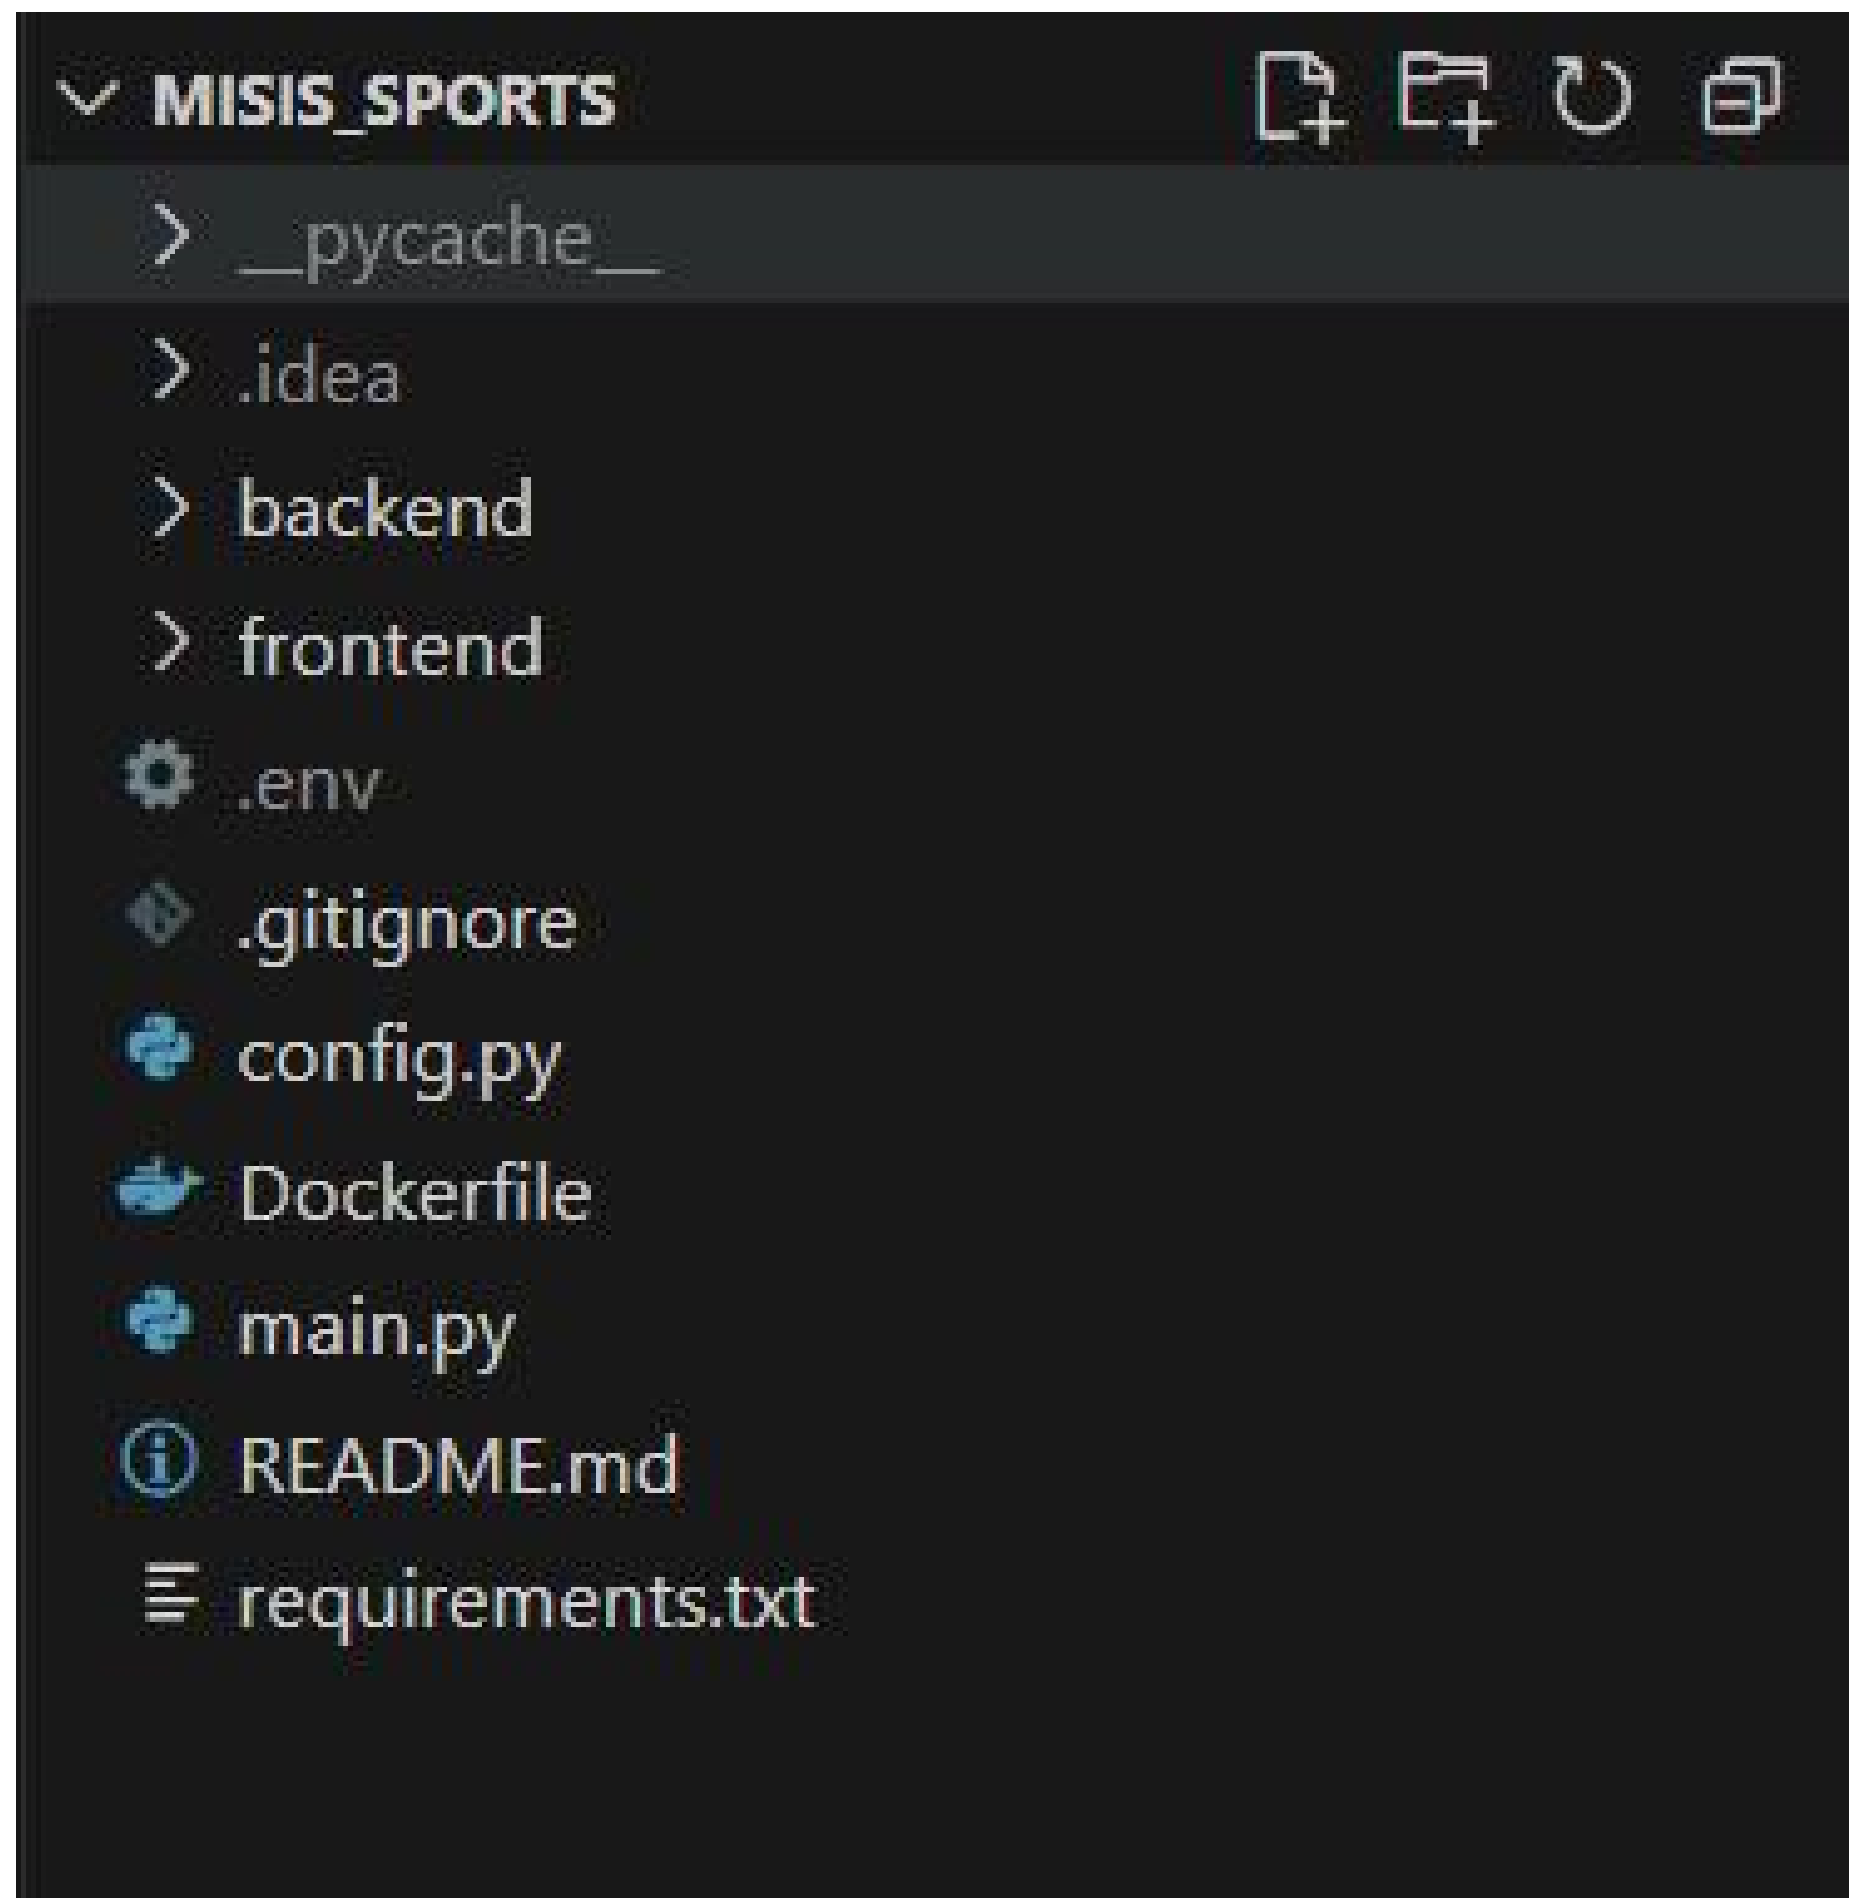 MISIS_SPORTS
__pycache__
.idea
backend
frontend
.env
.gitignore
config.py
Dockerfile
main.py
README.md
requirements.txt